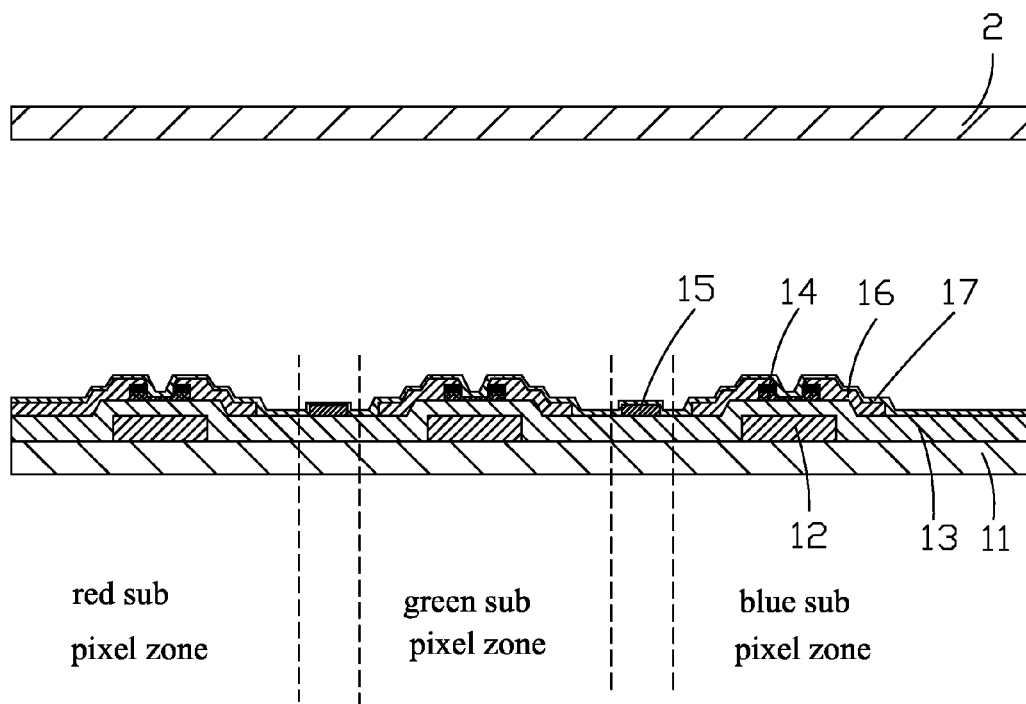 2
15
14
16
17
12
13
11
red sub
pixel zone
green sub
pixel zone
blue sub
pixel zone